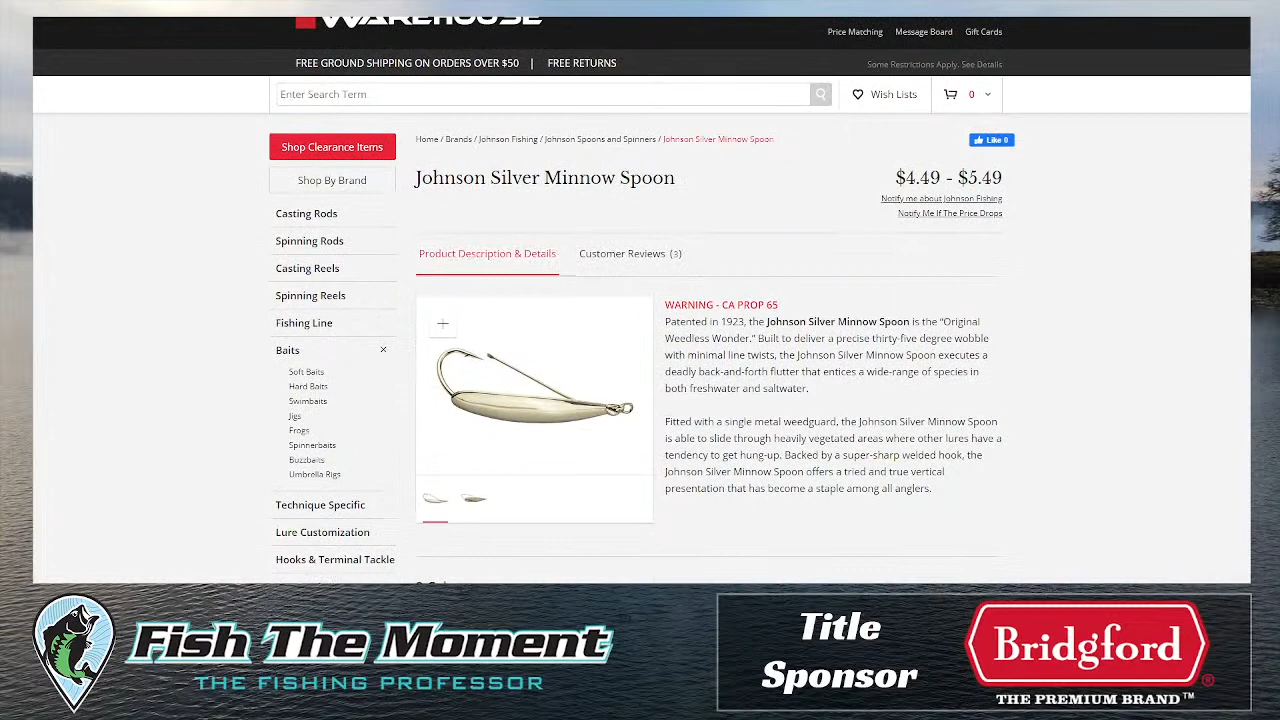 WAREHOUSE
Price Matching Message Board Gift Cards
FREE GROUND SHIPPING ON ORDERS OVER $50 | FREE RETURNS
Some Restrictions Apply. See Details
Enter Search Term
Wish Lists
0
Shop Clearance Items
Shop By Brand
Casting Rods
Spinning Rods
Casting Reels
Spinning Reels
Fishing Line
Baits
Soft Baits
Hard Baits
Swimbaits
Jigs
Frogs
Spinnerbaits
Buzzbaits
Umbrella Rigs
Technique Specific
Lure Customization
Hooks & Terminal Tackle
Home / Brands / Johnson Fishing / Johnson Spoons and Spinners / Johnson Silver Minnow Spoon
Like 0
Johnson Silver Minnow Spoon
$4.49 - $5.49
Notify me about Johnson Fishing
Notify Me If The Price Drops
Product Description & Details
Customer Reviews (3)
WARNING - CA PROP 65
Patented in 1923, the Johnson Silver Minnow Spoon is the “Original
Weedless Wonder.” Built to deliver a precise thirty-five degree wobble
with minimal line twists, the Johnson Silver Minnow Spoon executes a
deadly back-and-forth flutter that entices a wide-range of species in
both freshwater and saltwater.
Fitted with a single metal weedguard, the Johnson Silver Minnow Spoon
is able to slide through heavily vegetated areas where other lures have a
tendency to get hung-up. Backed by a super-sharp welded hook, the
Johnson Silver Minnow Spoon offers a tried and true vertical
presentation that has become a staple among all anglers.
Fish The Moment
THE FISHING PROFESSOR
Title
Sponsor
Bridgford
®
THE PREMIUM BRAND™